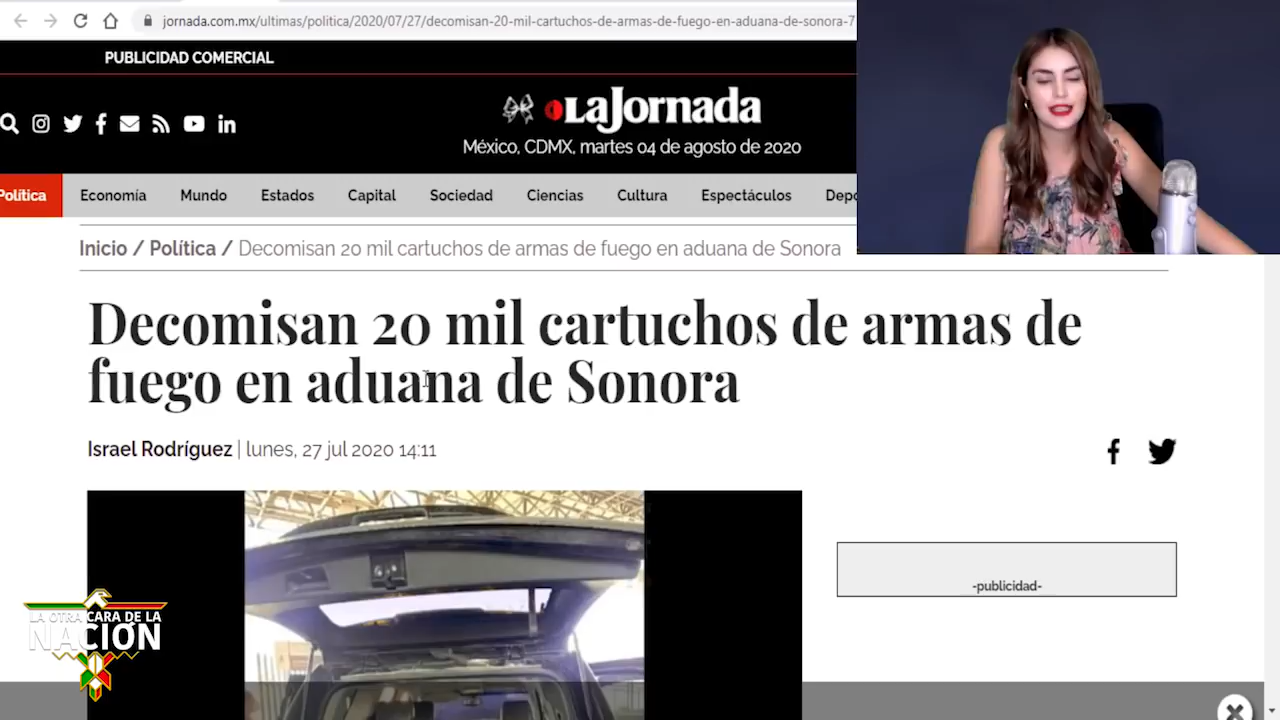 jornada.com.mx/ultimas/politica/2020/07/27/decomisan-20-mil-cartuchos-de-armas-de-fuego-en-aduana-de-sonora-7
PUBLICIDAD COMERCIAL
La Jornada
México, CDMX, martes 04 de agosto de 2020
Política Economía Mundo Estados Capital Sociedad Ciencias Cultura Espectáculos Depo
Inicio / Política / Decomisan 20 mil cartuchos de armas de fuego en aduana de Sonora
Decomisan 20 mil cartuchos de armas de
fuego en aduana de Sonora
Israel Rodríguez | lunes, 27 jul 2020 14:11
-publicidad-
LA OTRA CARA DE LA
NACIÓN